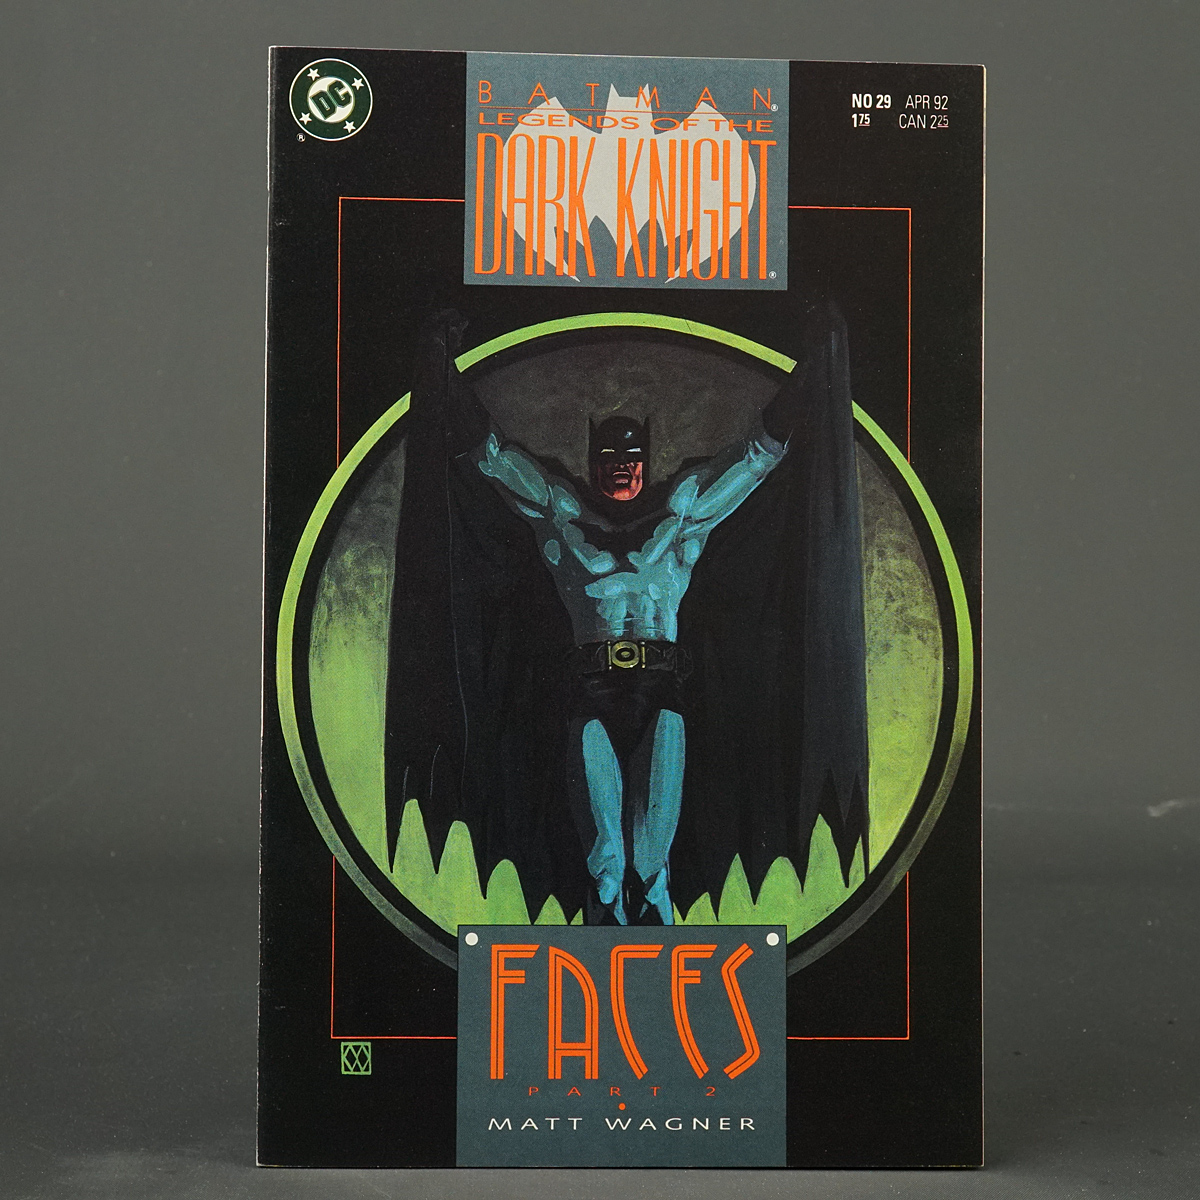 DC
®
BATMAN®
LEGENDS OF THE
DARK KNIGHT®
NO 29 APR 92
1 75 CAN 2 25
FACES
PART 2
MATT WAGNER